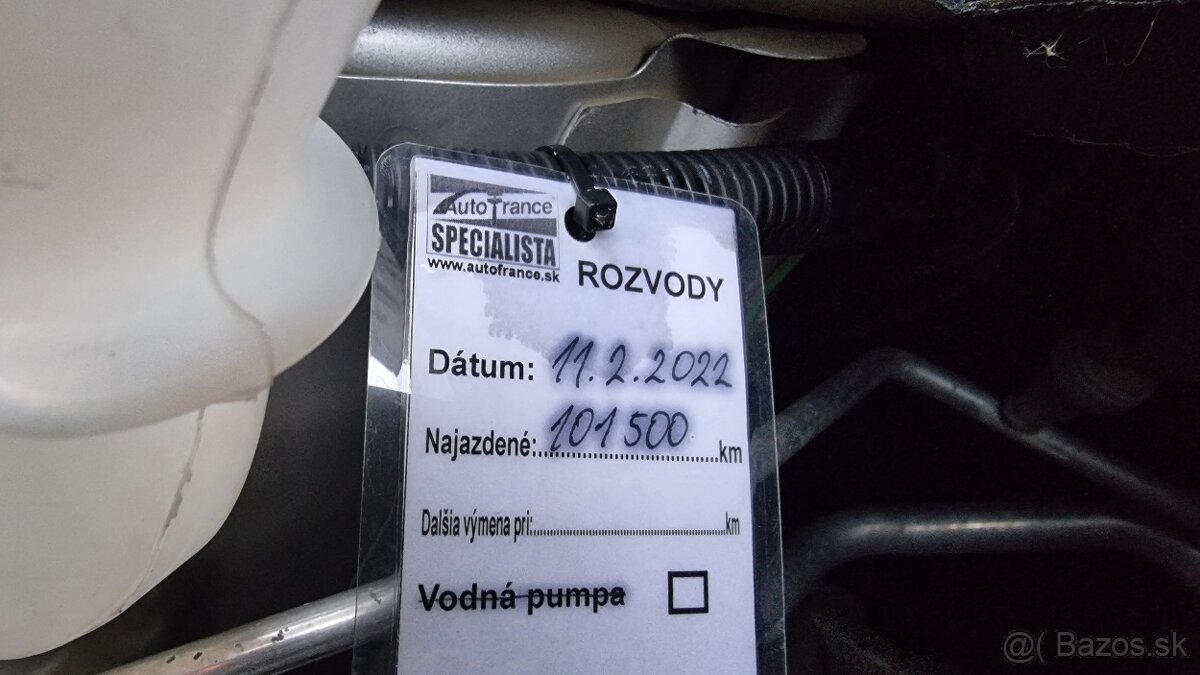 AutoFrance
SPECIALISTA
www.autofrance.sk
ROZVODY
Dátum: 11.2.2022
Najazdené: 101 500 km
Dalšia výmena pri: km
Vodná pumpa
@( Bazos.sk